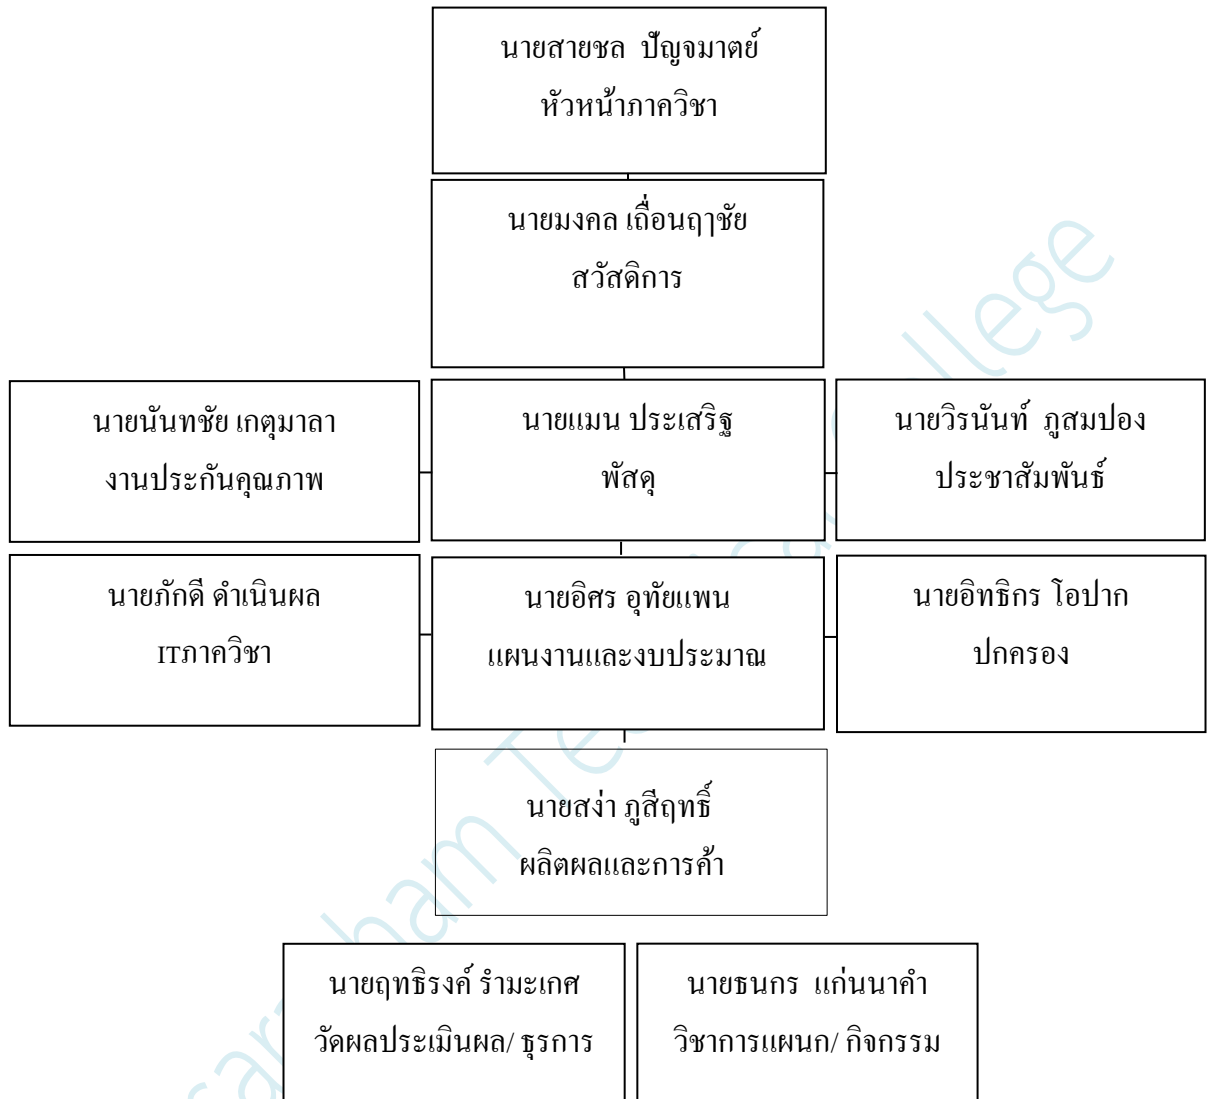 นายสายชล ปัญจมาตย์
หัวหน้าภาควิชา
นายมงคล เถื่อนฤๅชัย
สวัสดิการ
นายนันทชัย เกตุมาลา
งานประกันคุณภาพ
นายแมน ประเสริฐ
พัสดุ
นายวิรนันท์ ภูสมปอง
ประชาสัมพันธ์
นายภักดี ดำเนินผล
ITภาควิชา
นายอิศร อุทัยแพน
แผนงานและงบประมาณ
นายอิทธิกร โอปาก
ปกครอง
นายสง่า ภูสีฤทธิ์
ผลิตผลและการค้า
นายฤทธิรงค์ รำมะเกศ
วัดผลประเมินผล/ ธุรการ
นายธนกร แก่นนาคำ
วิชาการแผนก/ กิจกรรม